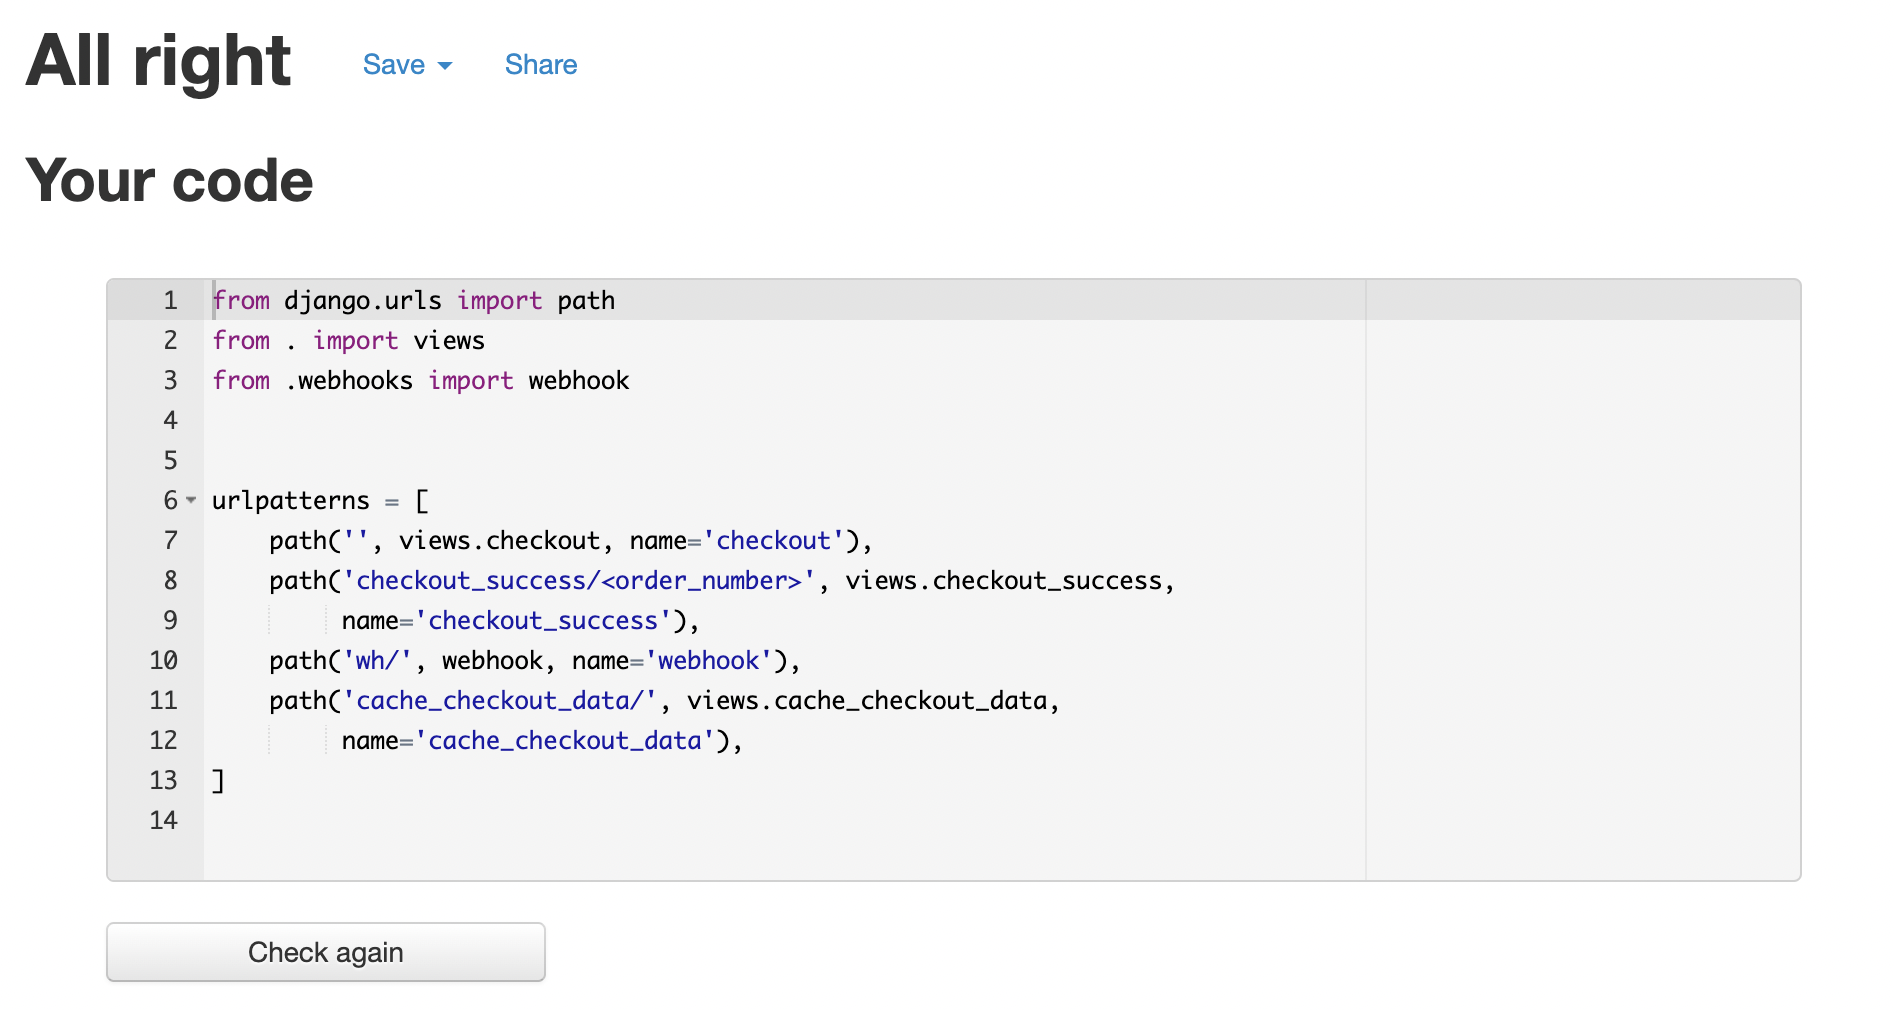 All right Save Share
Your code
1 from django.urls import path
2 from . import views
3 from .webhooks import webhook
4
5
6 urlpatterns = [
7     path('', views.checkout, name='checkout'),
8     path('checkout_success/<order_number>', views.checkout_success,
9          name='checkout_success'),
10     path('wh/', webhook, name='webhook'),
11     path('cache_checkout_data/', views.cache_checkout_data,
12          name='cache_checkout_data'),
13 ]
14
Check again